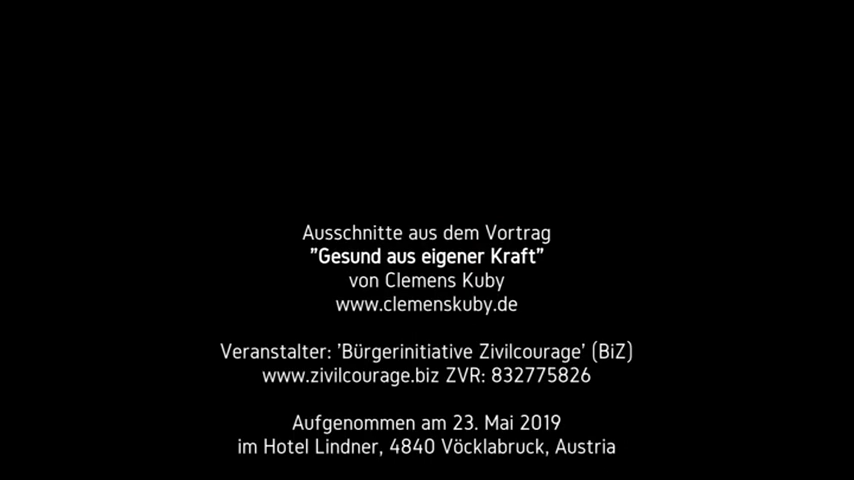 Ausschnitte aus dem Vortrag
”Gesund aus eigener Kraft”
von Clemens Kuby
www.clemenskuby.de
Veranstalter: ’Bürgerinitiative Zivilcourage’ (BiZ)
www.zivilcourage.biz ZVR: 832775826
Aufgenommen am 23. Mai 2019
im Hotel Lindner, 4840 Vöcklabruck, Austria